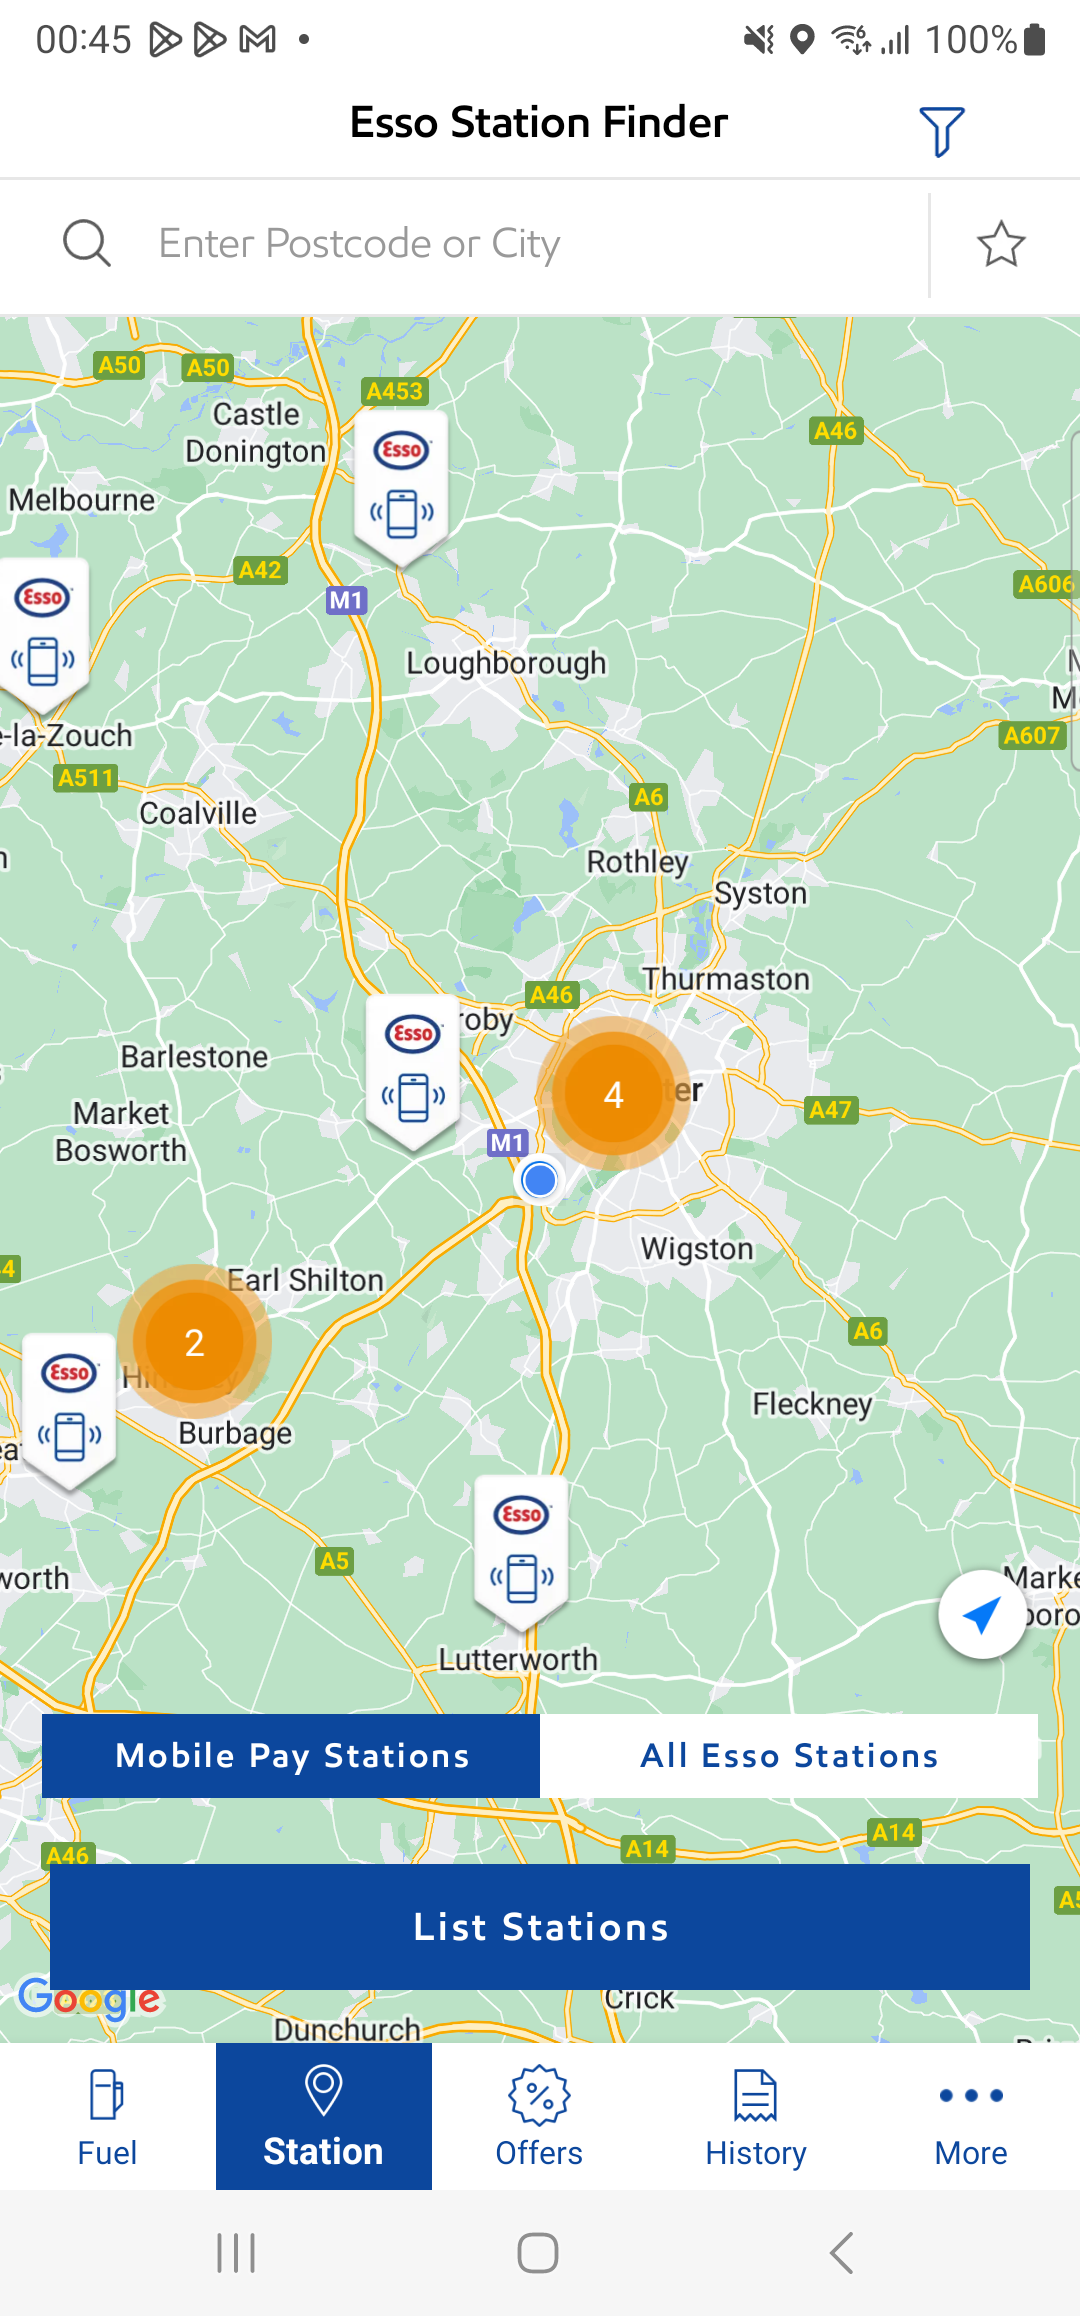 00:45
100%
Esso Station Finder
Enter Postcode or City
A50
A50
A453
Castle
Donington
A46
Esso
Melbourne
A42
A606
Esso
M1
Loughborough
-la-Zouch
A607
A511
A6
Coalville
Rothley
Syston
Thurmaston
A46
roby
Esso
Barlestone
4
ter
Market
Bosworth
A47
M1
Wigston
4
Earl Shilton
2
A6
Esso
Fleckney
Burbage
Esso
A5
worth
Marke
boro
Lutterworth
Mobile Pay Stations
All Esso Stations
A14
A14
A46
List Stations
Google
Crick
Dunchurch
Fuel
Station
Offers
History
More